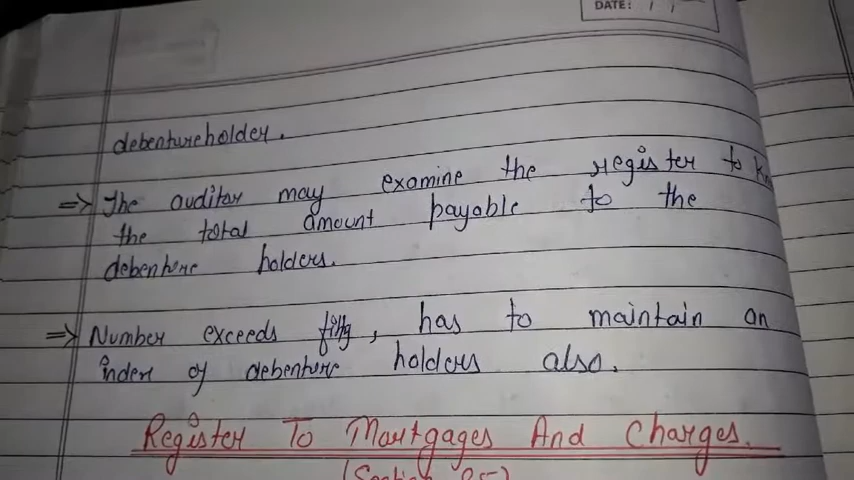 DATE: / /
debentureholder.
=> The auditor may examine the register to
the total amount payable to the
debenture holders.
=> Number exceeds fifty, has to maintain an
index of debenture holders also.
Register To Mortgages And Charges.